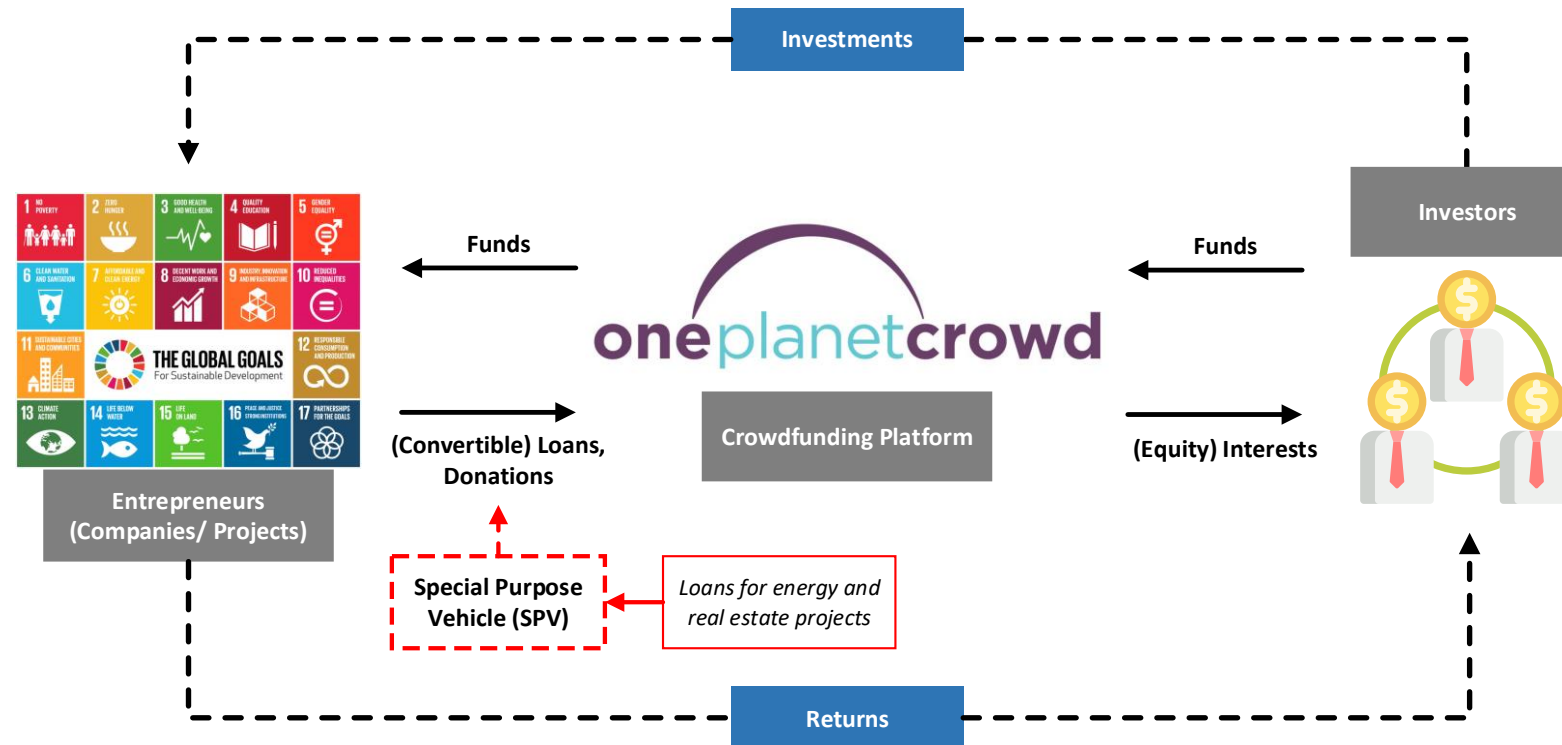 Investments
1 NO
POVERTY
2 ZERO
HUNGER
3 GOOD HEALTH
AND WELL-BEING
4 QUALITY
EDUCATION
5 GENDER
EQUALITY
6 CLEAN WATER
AND SANITATION
7 AFFORDABLE AND
CLEAN ENERGY
8 DECENT WORK AND
ECONOMIC GROWTH
9 INDUSTRY, INNOVATION
AND INFRASTRUCTURE
10 REDUCED
INEQUALITIES
11 SUSTAINABLE CITIES
AND COMMUNITIES
THE GLOBAL GOALS
For Sustainable Development
12 RESPONSIBLE
CONSUMPTION
AND PRODUCTION
13 CLIMATE
ACTION
14 LIFE BELOW
WATER
15 LIFE
ON LAND
16 PEACE AND JUSTICE
STRONG INSTITUTIONS
17 PARTNERSHIPS
FOR THE GOALS
Entrepreneurs
(Companies/ Projects)
Funds
(Convertible) Loans,
Donations
Special Purpose
Vehicle (SPV)
Loans for energy and
real estate projects
oneplanetcrowd
Crowdfunding Platform
Funds
(Equity) Interests
Investors
$
$
$
Returns